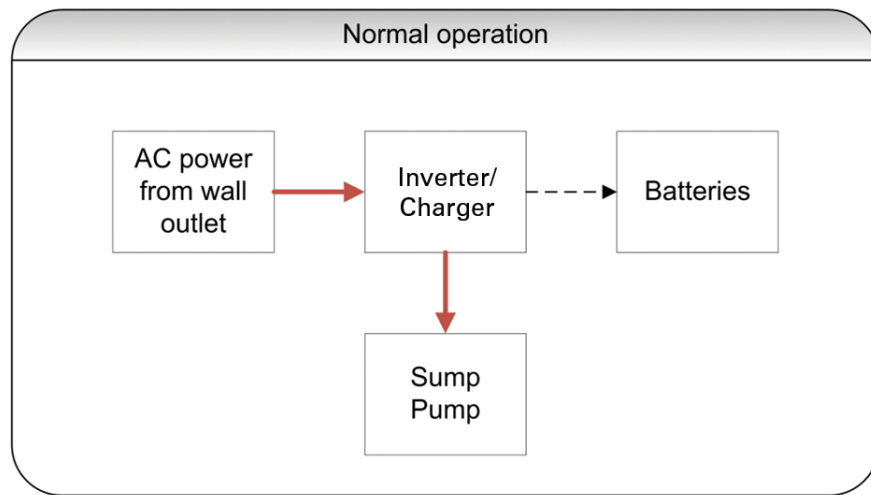 Normal operation
AC power
from wall
outlet
Inverter/
Charger
Batteries
Sump
Pump